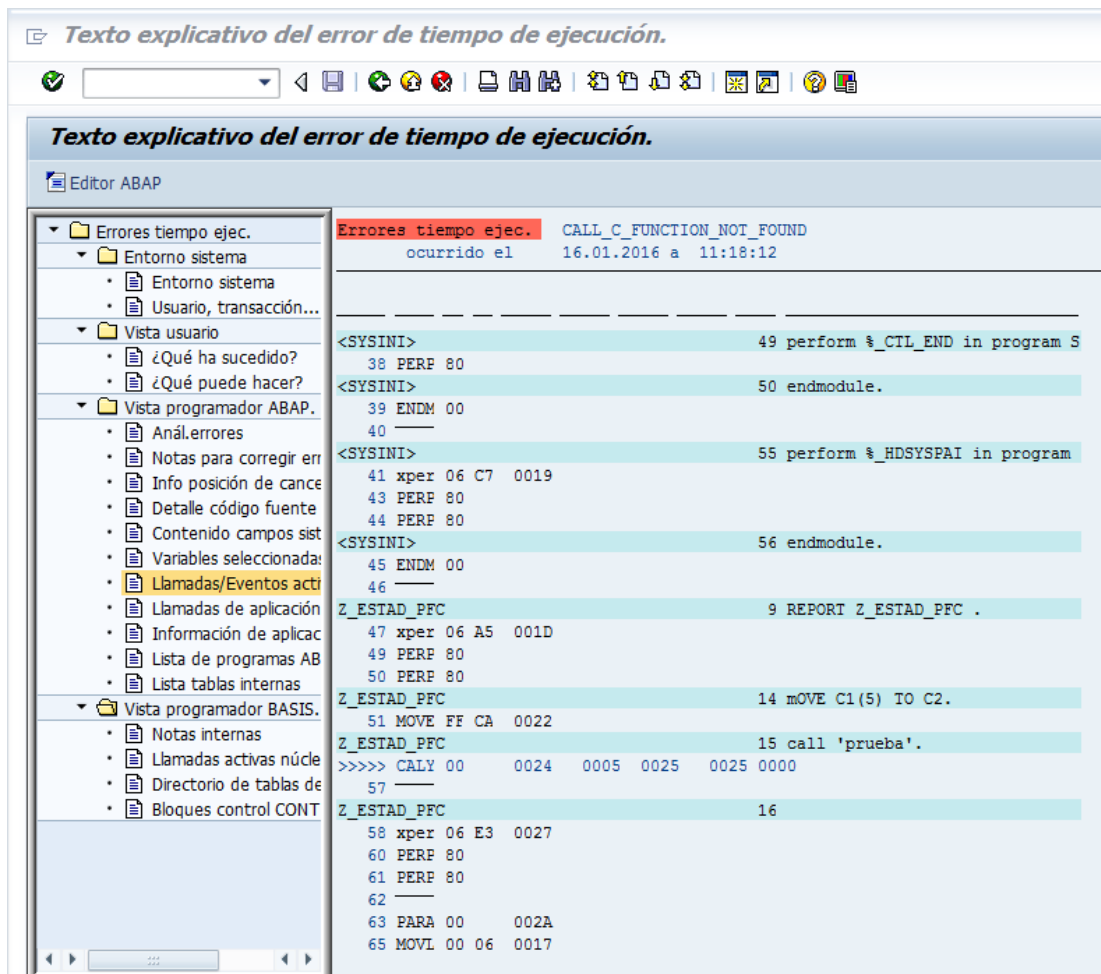 Texto explicativo del error de tiempo de ejecución.
Texto explicativo del error de tiempo de ejecución.
Editor ABAP
Errores tiempo ejec.
Entorno sistema
Entorno sistema
Usuario, transacción...
Vista usuario
¿Qué ha sucedido?
¿Qué puede hacer?
Vista programador ABAP.
Anál.errores
Notas para corregir err
Info posición de cance
Detalle código fuente
Contenido campos sist
Variables seleccionadas
Llamadas/Eventos acti
Llamadas de aplicación
Información de aplicac
Lista de programas AB
Lista tablas internas
Vista programador BASIS.
Notas internas
Llamadas activas núcle
Directorio de tablas de
Bloques control CONT
Errores tiempo ejec. CALL_C_FUNCTION_NOT_FOUND
ocurrido el 16.01.2016 a 11:18:12
<SYSINI> 49 perform %_CTL_END in program S
38 PERP 80
<SYSINI> 50 endmodule.
39 ENDM 00
40
<SYSINI> 55 perform %_HDSYSPAI in program
41 xper 06 C7 0019
43 PERP 80
44 PERP 80
<SYSINI> 56 endmodule.
45 ENDM 00
46
Z_ESTAD_PFC 9 REPORT Z_ESTAD_PFC .
47 xper 06 A5 001D
49 PERP 80
50 PERP 80
Z_ESTAD_PFC 14 mOVE C1(5) TO C2.
51 MOVE FF CA 0022
Z_ESTAD_PFC 15 call 'prueba'.
>>>>> CALY 00 0024 0005 0025 0025 0000
57
Z_ESTAD_PFC 16
58 xper 06 E3 0027
60 PERP 80
61 PERP 80
62
63 PARA 00 002A
65 MOVL 00 06 0017